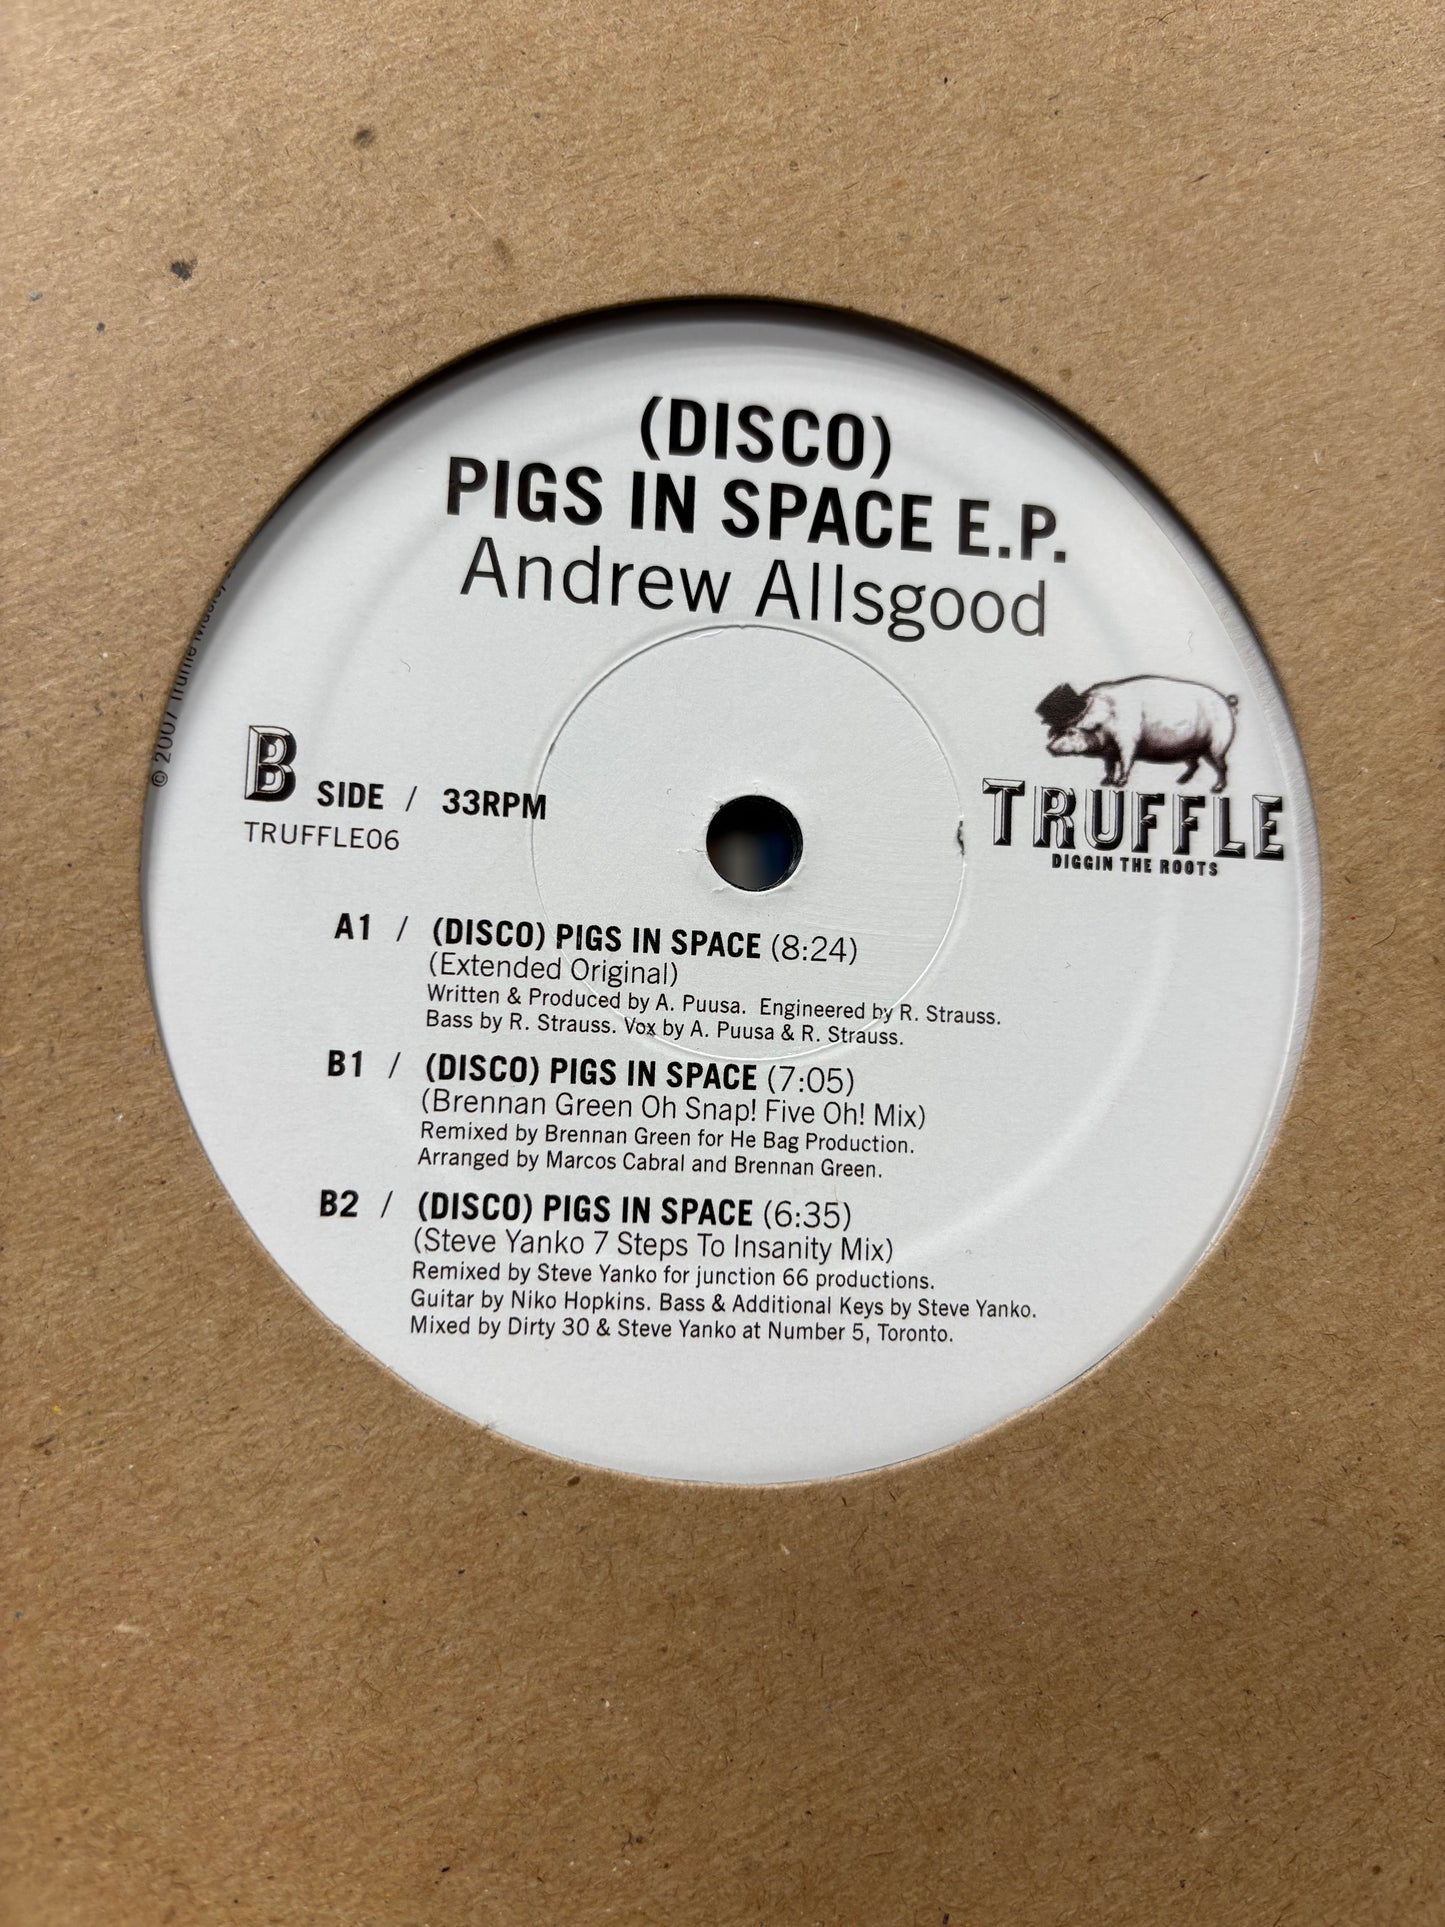 (DISCO)
PIGS IN SPACE E.P.
Andrew Allsgood
© 2007 Truffle Music
TRUFFLE
DIGGIN THE ROOTS
B SIDE / 33RPM
TRUFFLE06
A1 / (DISCO) PIGS IN SPACE (8:24)
(Extended Original)
Written & Produced by A. Puusa. Engineered by R. Strauss.
Bass by R. Strauss. Vox by A. Puusa & R. Strauss.
B1 / (DISCO) PIGS IN SPACE (7:05)
(Brennan Green Oh Snap! Five Oh! Mix)
Remixed by Brennan Green for He Bag Production.
Arranged by Marcos Cabral and Brennan Green.
B2 / (DISCO) PIGS IN SPACE (6:35)
(Steve Yanko 7 Steps To Insanity Mix)
Remixed by Steve Yanko for junction 66 productions.
Guitar by Niko Hopkins. Bass & Additional Keys by Steve Yanko.
Mixed by Dirty 30 & Steve Yanko at Number 5, Toronto.